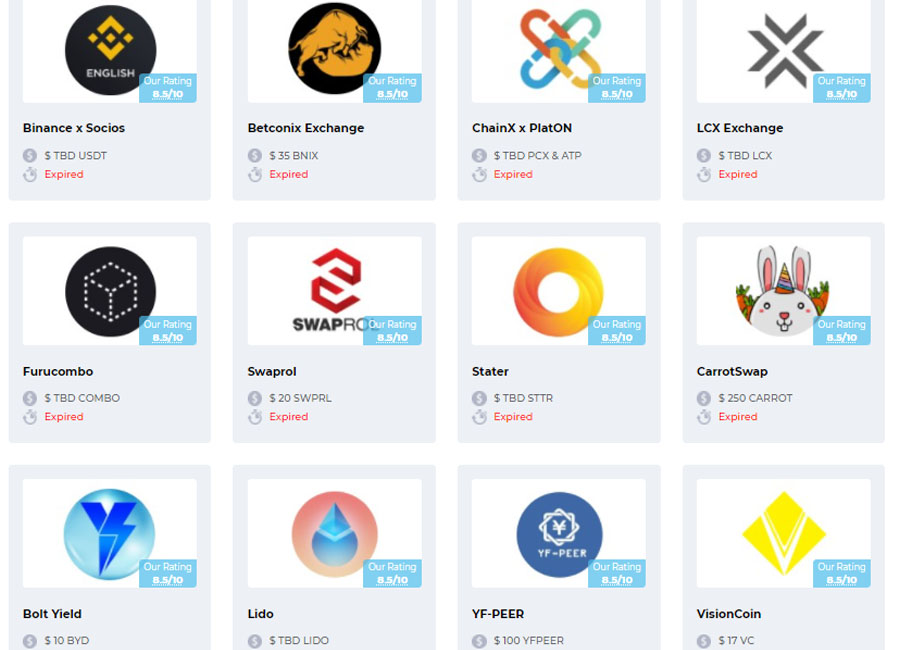 ENGLISH
Our Rating
8.5/10
Our Rating
8.5/10
Our Rating
8.5/10
Our Rating
8.5/10
Binance x Socios
Betconix Exchange
ChainX x PlatON
LCX Exchange
$ TBD USDT
$ 35 BNIX
$ TBD PCX & ATP
$ TBD LCX
Expired
Expired
Expired
Expired
SWAPROL
Our Rating
8.5/10
Our Rating
8.5/10
Our Rating
8.5/10
Our Rating
8.5/10
Furucombo
Swaprol
Stater
CarrotSwap
$ TBD COMBO
$ 20 SWPRL
$ TBD STTR
$ 250 CARROT
Expired
Expired
Expired
Expired
YF-PEER
Our Rating
8.5/10
Our Rating
8.5/10
Our Rating
8.5/10
Our Rating
8.5/10
Bolt Yield
Lido
YF-PEER
VisionCoin
$ 10 BYD
$ TBD LIDO
$ 100 YFPEER
$ 17 VC